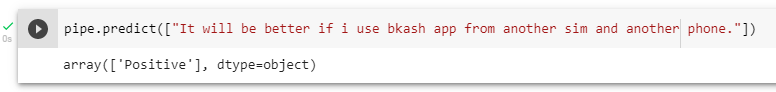 pipe.predict(["It will be better if i use bkash app from another sim and another phone."])
0s
array(['Positive'], dtype=object)